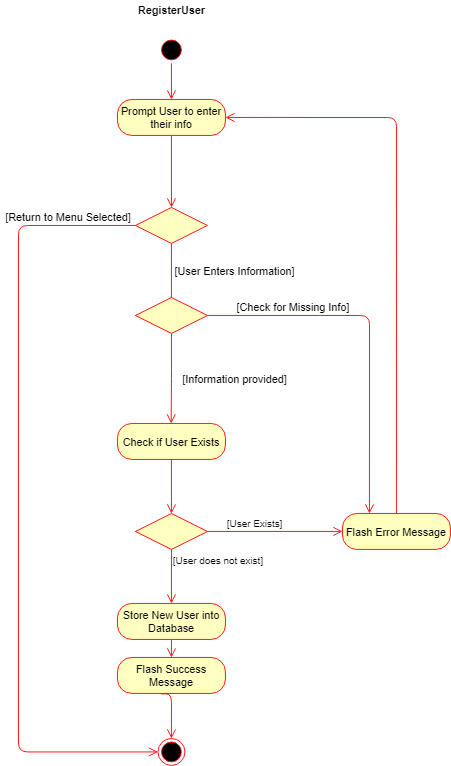 RegisterUser
Prompt User to enter
their info
[Return to Menu Selected]
[User Enters Information]
[Check for Missing Info]
[Information provided]
Check if User Exists
[User Exists]
Flash Error Message
[User does not exist]
Store New User into
Database
Flash Success
Message